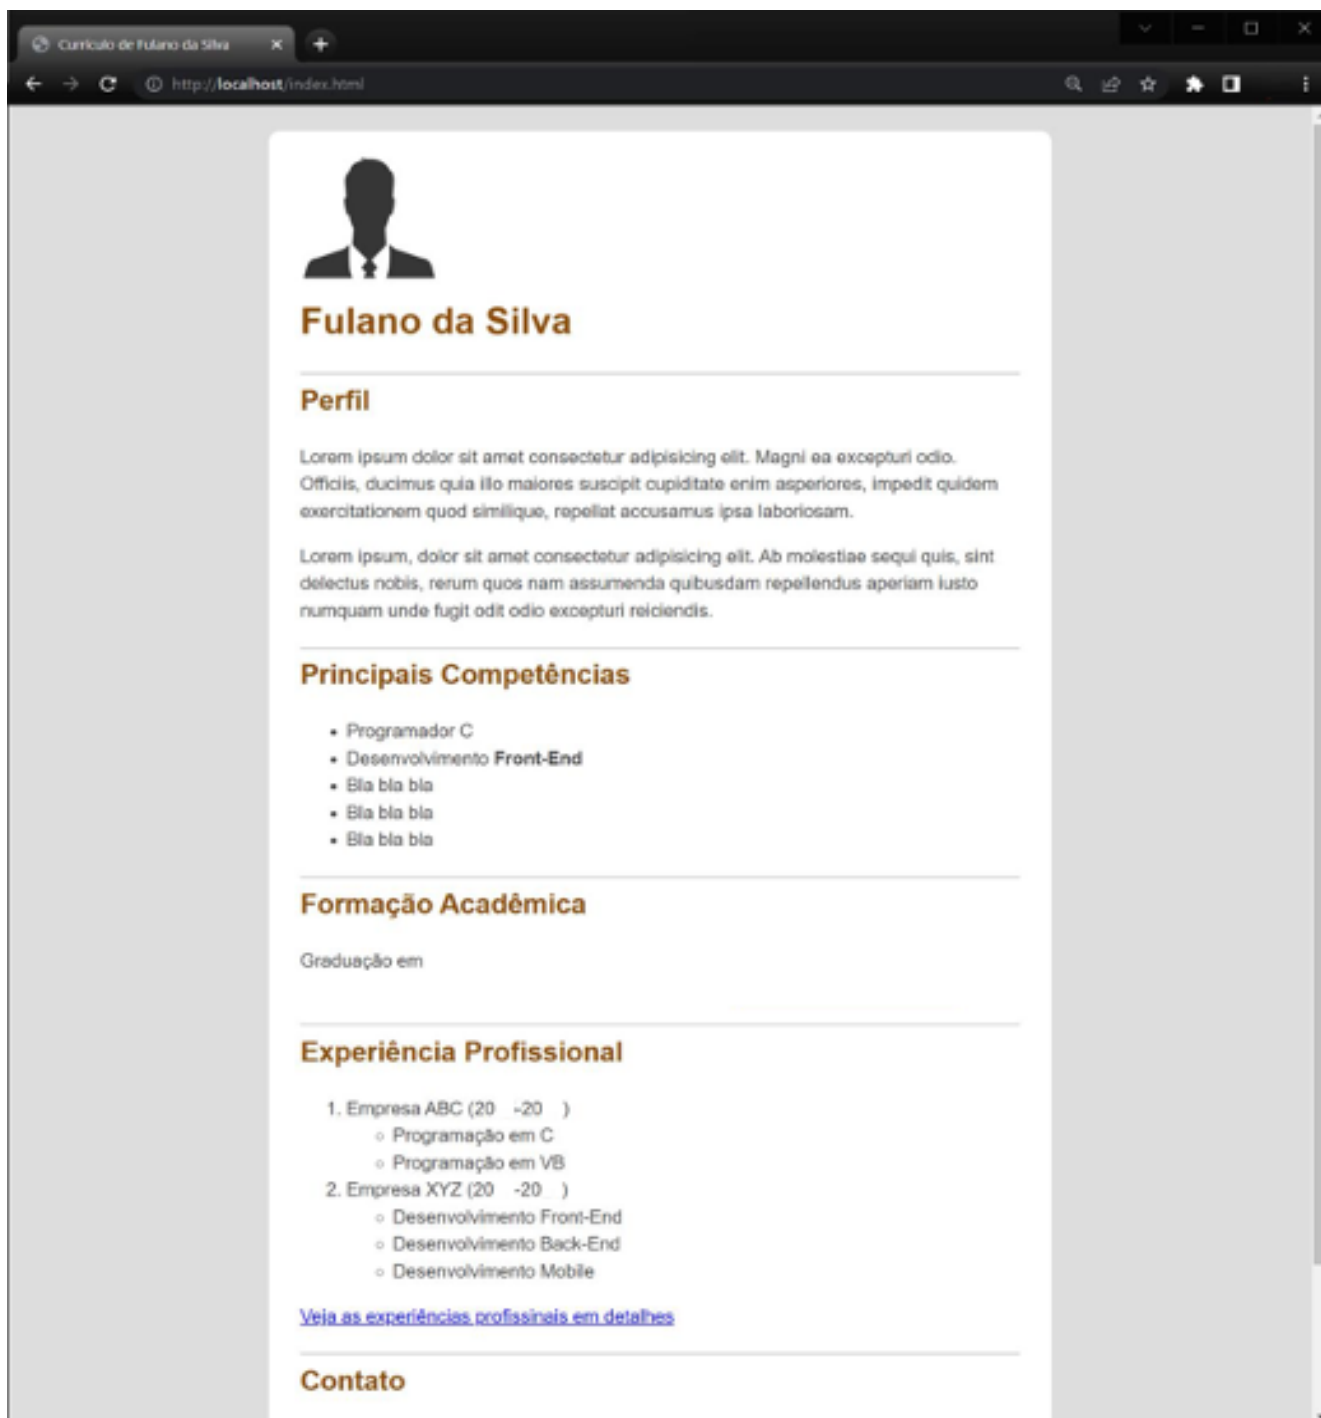 Currículo de Fulano da Silva
http://localhost/index.html
Fulano da Silva
Perfil
Lorem ipsum dolor sit amet consectetur adipisicing elit. Magni ea excepturi odio.
Officiis, ducimus quia illo maiores suscipit cupiditate enim asperiores, impedit quidem
exercitationem quod similique, repellat accusamus ipsa laboriosam.
Lorem ipsum, dolor sit amet consectetur adipisicing elit. Ab molestiae sequi quis, sint
delectus nobis, rerum quos nam assumenda quibusdam repellendus aperiam iusto
numquam unde fugit odit odio excepturi reiciendis.
Principais Competências
• Programador C
• Desenvolvimento Front-End
• Bla bla bla
• Bla bla bla
• Bla bla bla
Formação Acadêmica
Graduação em
Experiência Profissional
1. Empresa ABC (20 -20 )
◦ Programação em C
◦ Programação em VB
2. Empresa XYZ (20 -20 )
◦ Desenvolvimento Front-End
◦ Desenvolvimento Back-End
◦ Desenvolvimento Mobile
Veja as experiências profissinais em detalhes
Contato